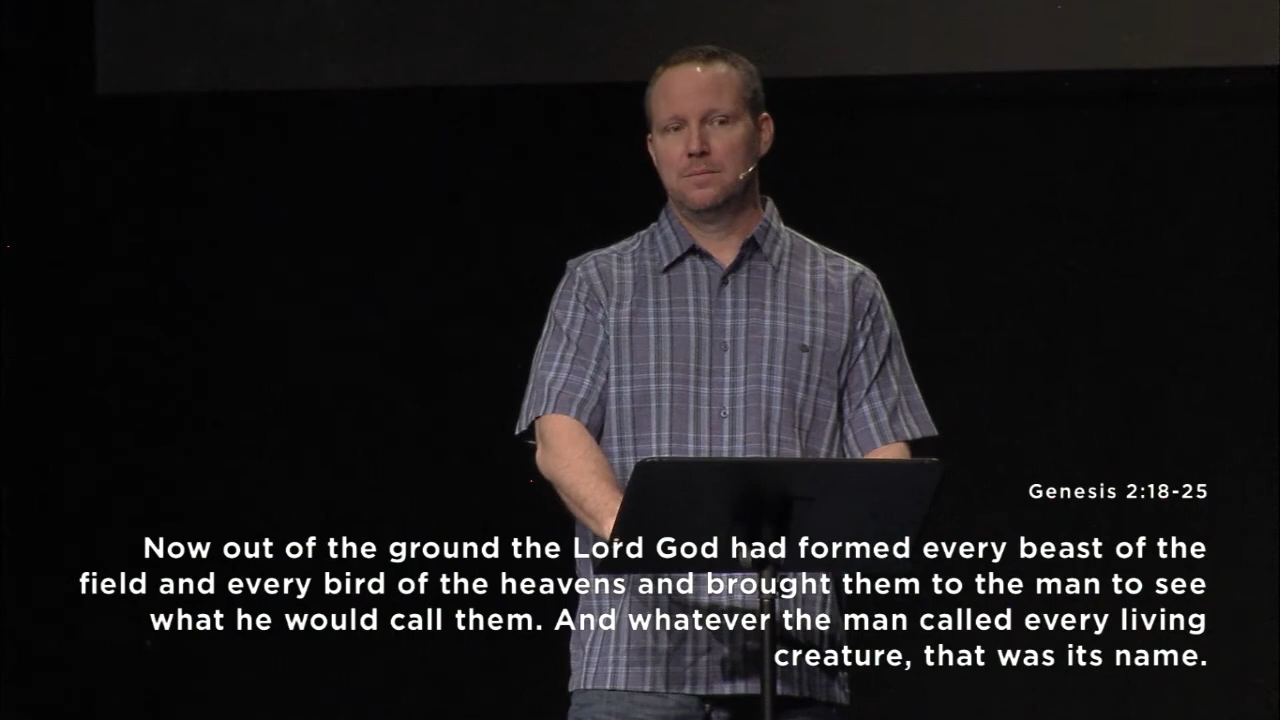 Genesis 2:18-25
Now out of the ground the Lord God had formed every beast of the
field and every bird of the heavens and brought them to the man to see
what he would call them. And whatever the man called every living
creature, that was its name.